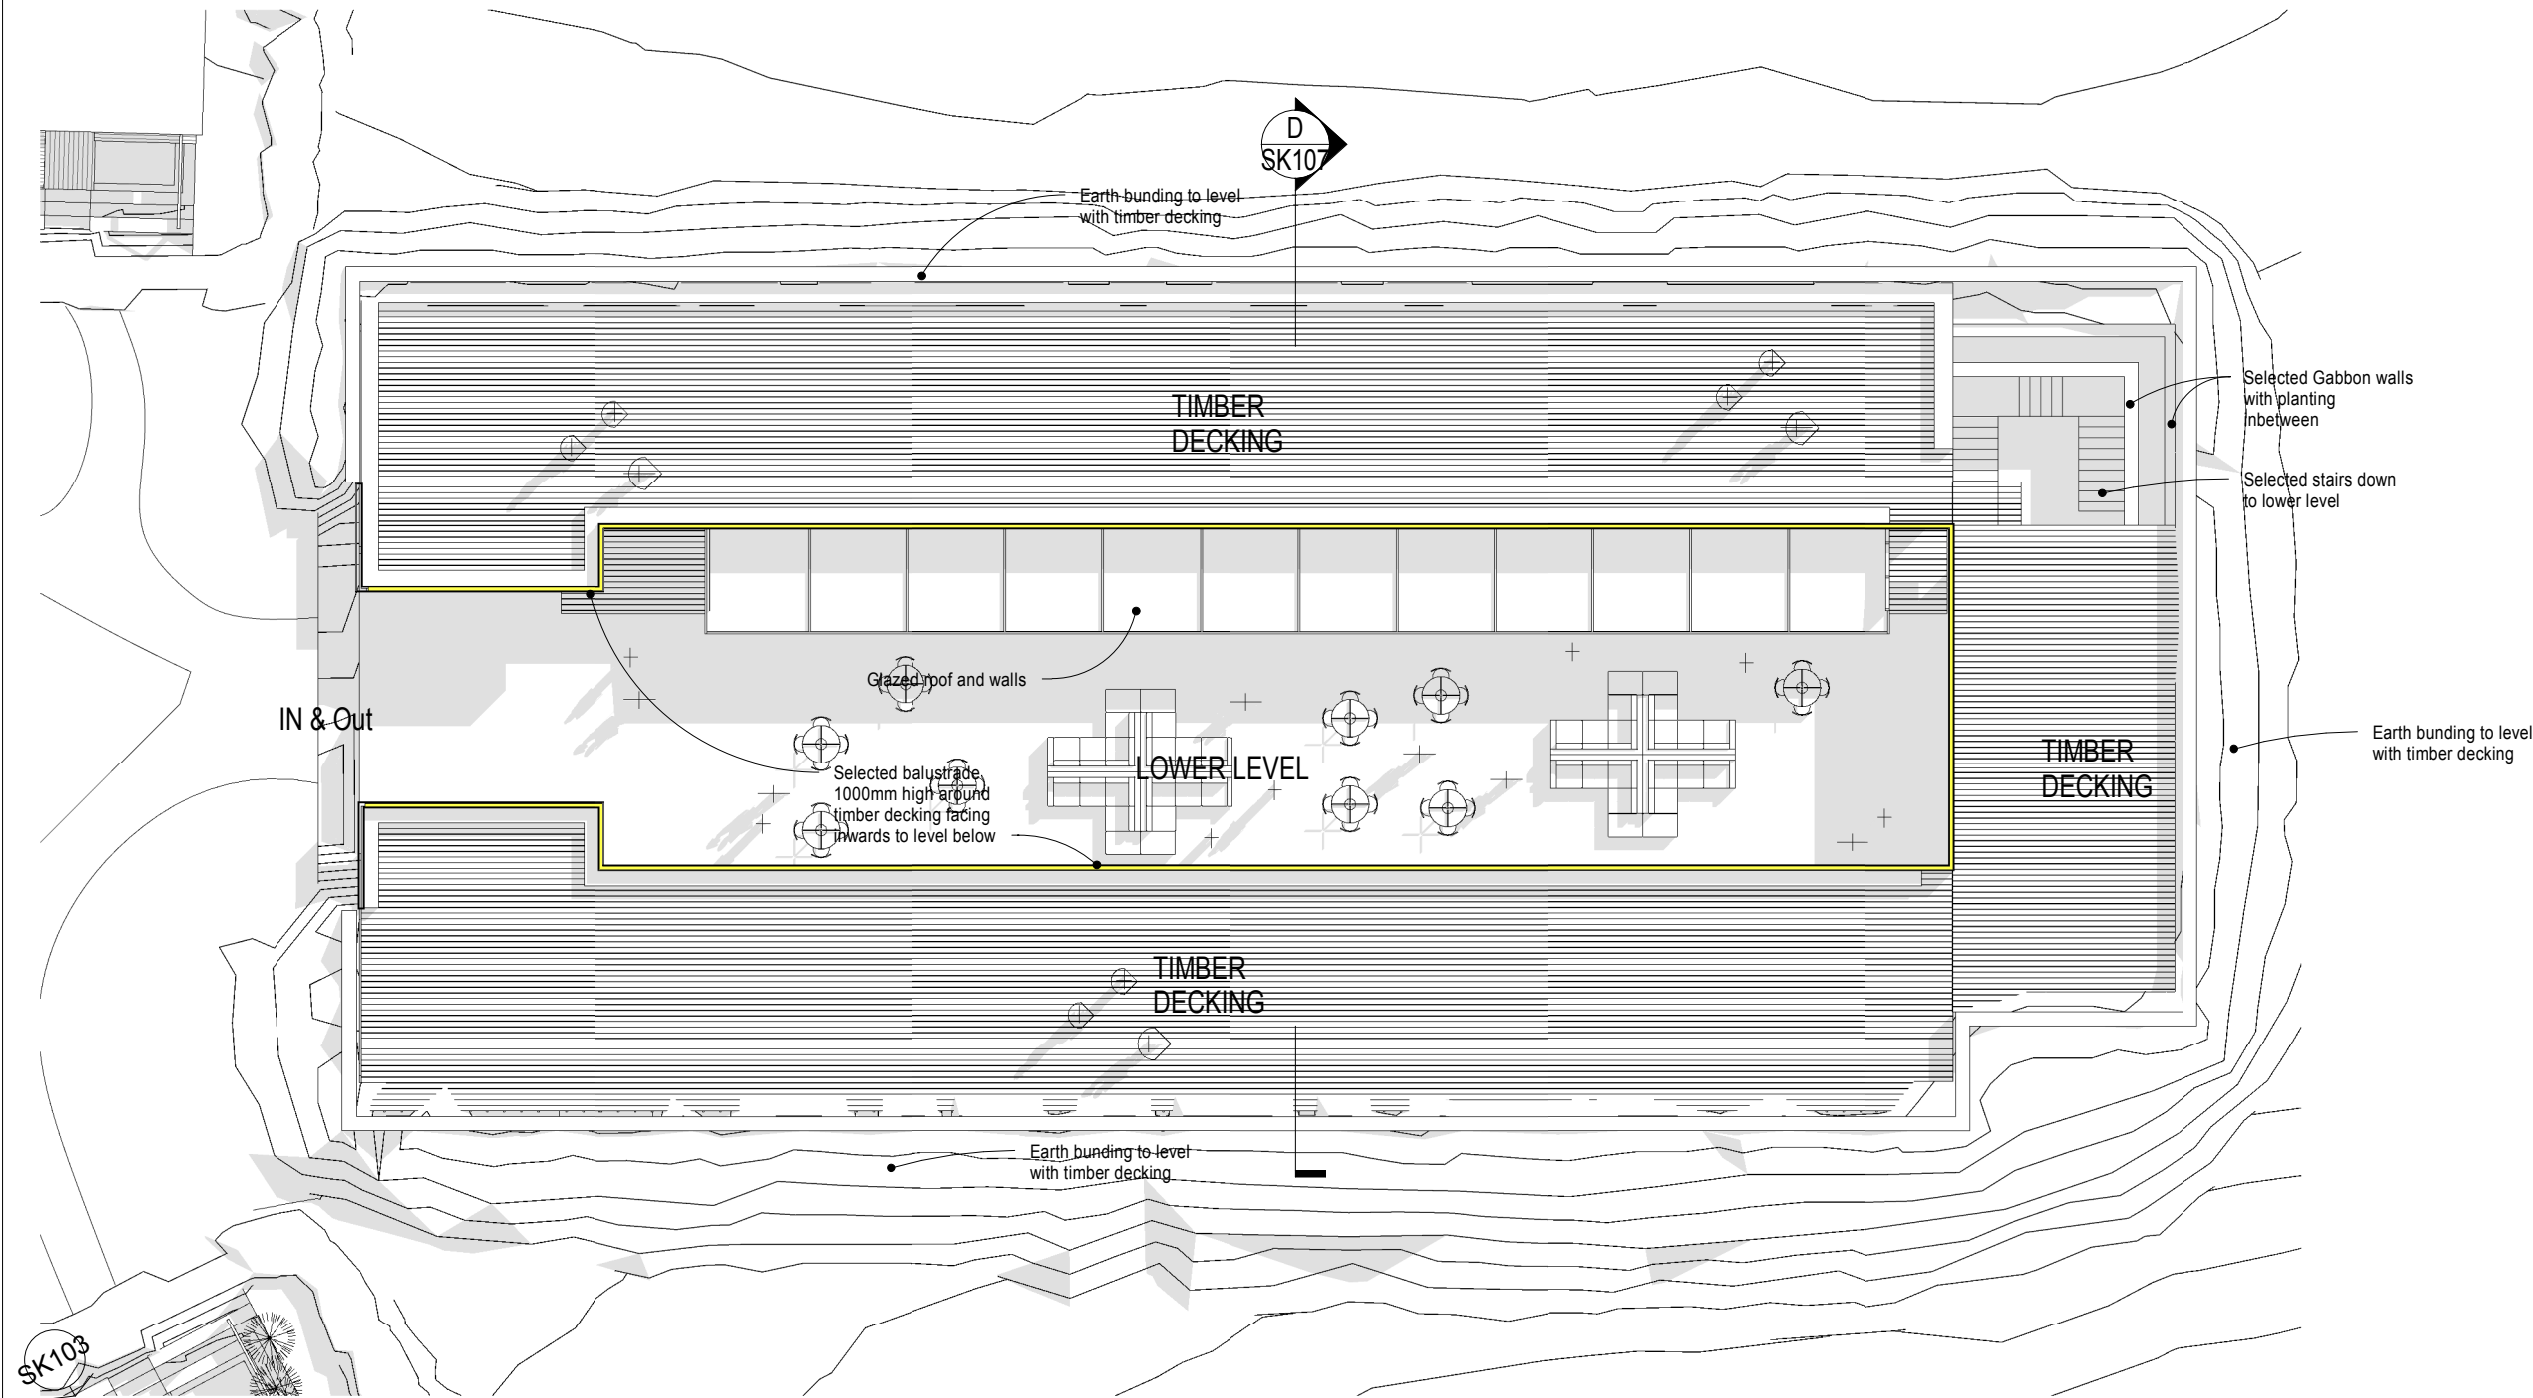 D
SK107
Earth bunding to level
with timber decking
TIMBER
DECKING
Selected Gabbon walls
with planting
inbetween
Selected stairs down
to lower level
Glazed roof and walls
IN & Out
LOWER LEVEL
Selected balustrade,
1000mm high around
timber decking facing
inwards to level below
TIMBER
DECKING
Earth bunding to level
with timber decking
TIMBER
DECKING
Earth bunding to level
with timber decking
SK103